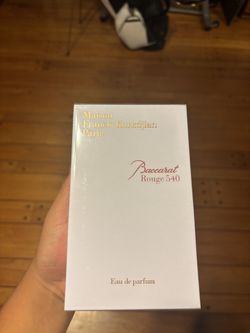 Maison
Francis Kurkdjian
Paris
Baccarat
Rouge 540
Eau de parfum